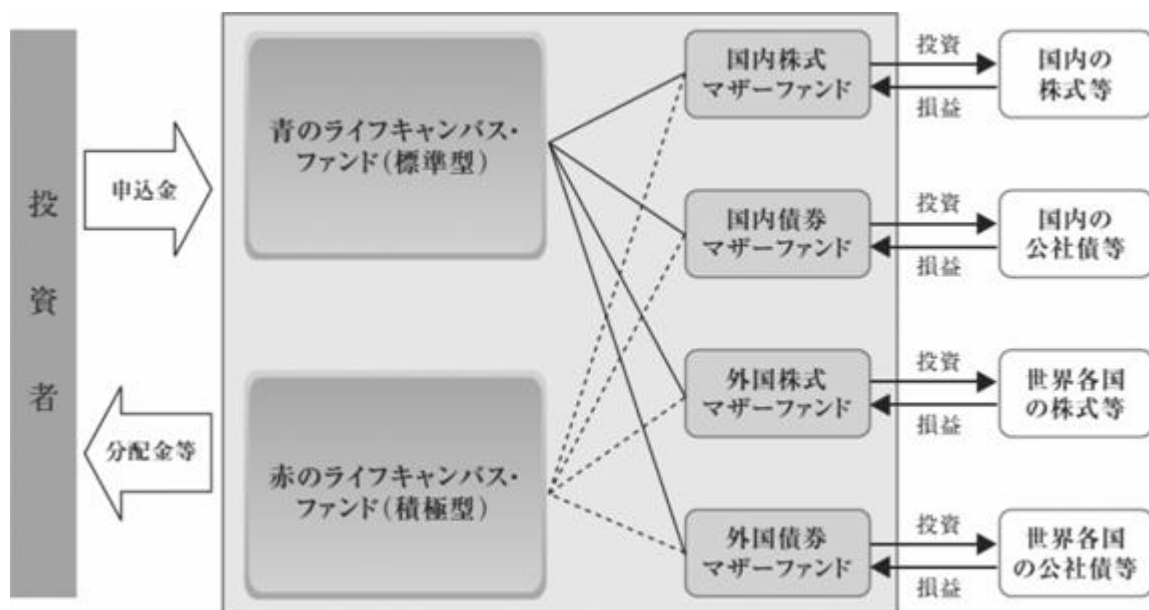 投資者
申込金
分配金等
青のライフキャンバス・
ファンド(標準型)
赤のライフキャンバス・
ファンド(積極型)
国内株式
マザーファンド
投資
損益
国内の
株式等
国内債券
マザーファンド
投資
損益
国内の
公社債等
外国株式
マザーファンド
投資
損益
世界各国
の株式等
外国債券
マザーファンド
投資
損益
世界各国
の公社債等